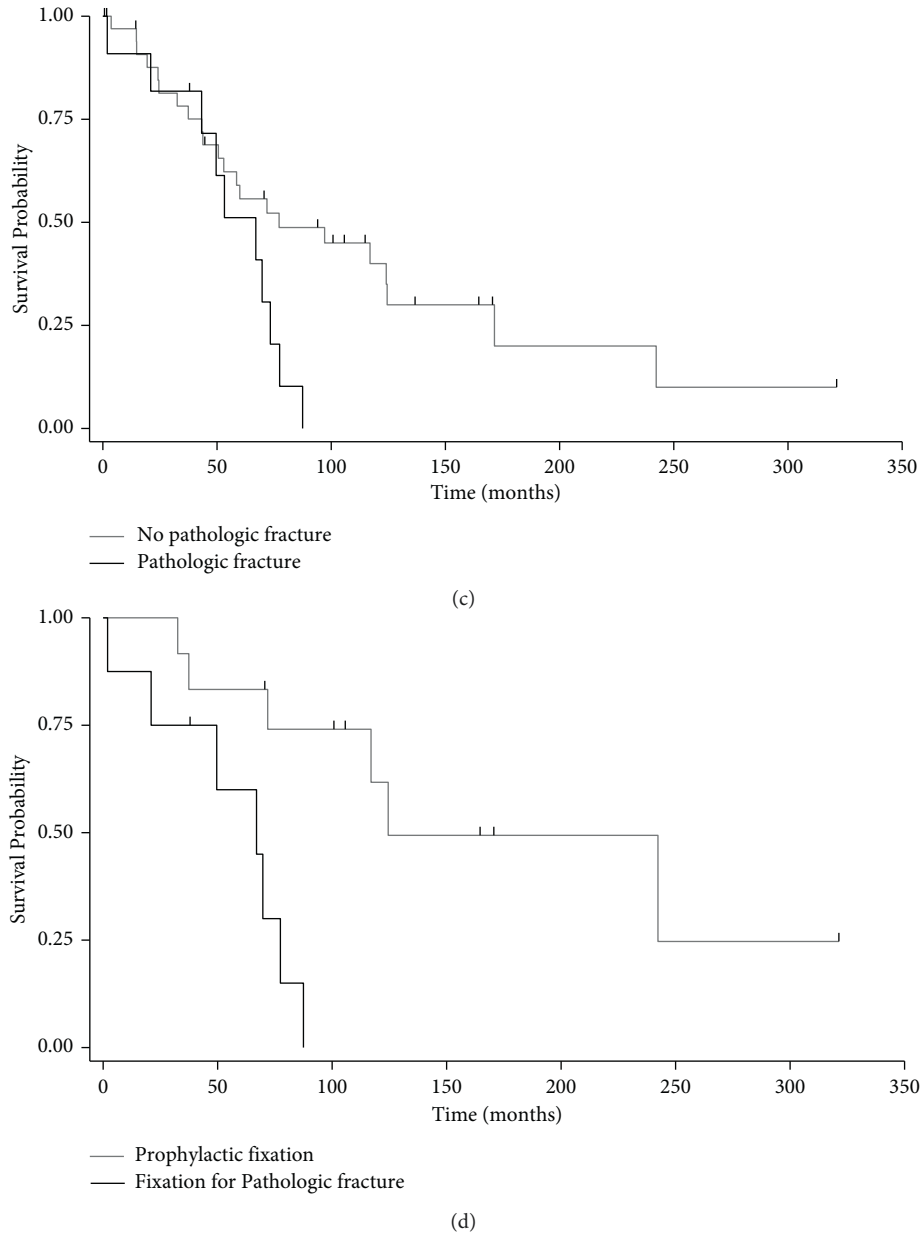 1.00
0.75
0.50
0.25
0.00
Survival Probability
0 50 100 150 200 250 300 350
Time (months)
No pathologic fracture
Pathologic fracture
(c)
1.00
0.75
0.50
0.25
0.00
Survival Probability
0 50 100 150 200 250 300 350
Time (months)
Prophylactic fixation
Fixation for Pathologic fracture
(d)